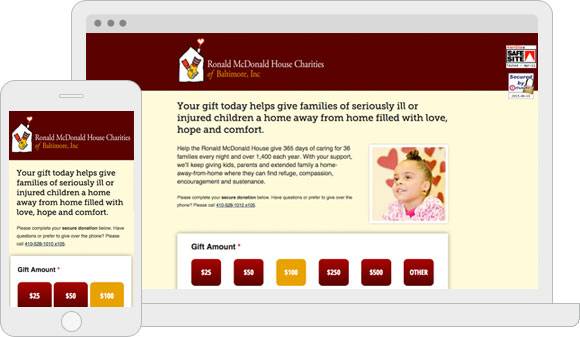 Ronald McDonald House Charities
of Baltimore, Inc
SAFE
SITE
Secured
by
Your gift today helps give families of seriously ill or
injured children a home away from home filled with love,
hope and comfort.
Help the Ronald McDonald House give 365 days of caring for 36
families every night and over 1,400 each year. With your support,
we'll keep giving kids, parents and extended family a home-
away-from-home where they can find refuge, compassion,
encouragement and sustenance.
Please complete your secure donation below. Have questions or prefer to give over the
phone? Please call 410-528-1010 x105.
Gift Amount *
$25
$50
$100
$250
$500
OTHER
Ronald McDonald House Charities
of Baltimore, Inc
Your gift today helps give
families of seriously ill or
injured children a home
away from home filled with
love, hope and comfort.
Please complete your secure donation below. Have
questions or prefer to give over the phone? Please
call 410-528-1010 x105.
Gift Amount *
$25
$50
$100